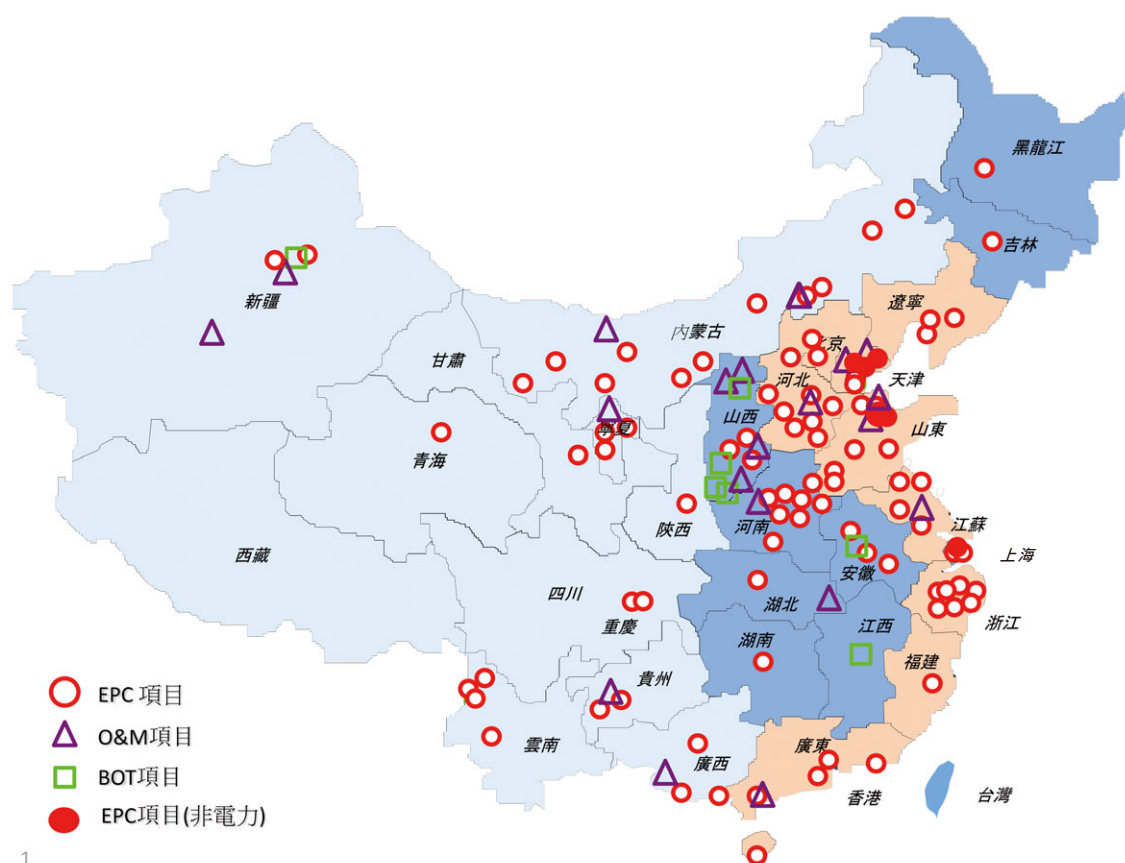 黑龍江
吉林
遼寧
新疆
內蒙古
北京
甘肅
天津
河北
山西
寧夏
山東
青海
陝西
河南
江蘇
西藏
上海
安徽
四川
湖北
重慶
江西
浙江
湖南
福建
貴州
雲南
廣西
廣東
香港
台灣
EPC 項目
O&M項目
BOT項目
EPC項目(非電力)
1